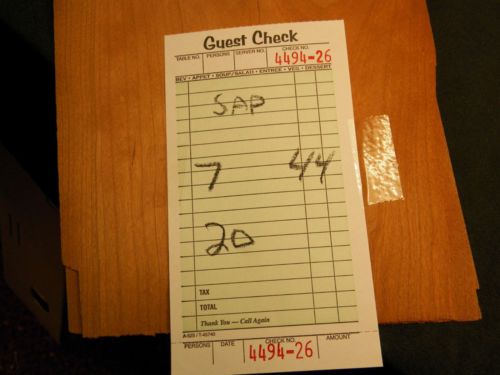 Guest Check
TABLE NO. PERSONS SERVER NO. CHECK NO.
4494-26
BEV • APPET • SOUP/SALAD • ENTREE • VEG • DESSERT
SAP
7 44
20
TAX
TOTAL
Thank You — Call Again
PERSONS DATE CHECK NO. AMOUNT
4494-26